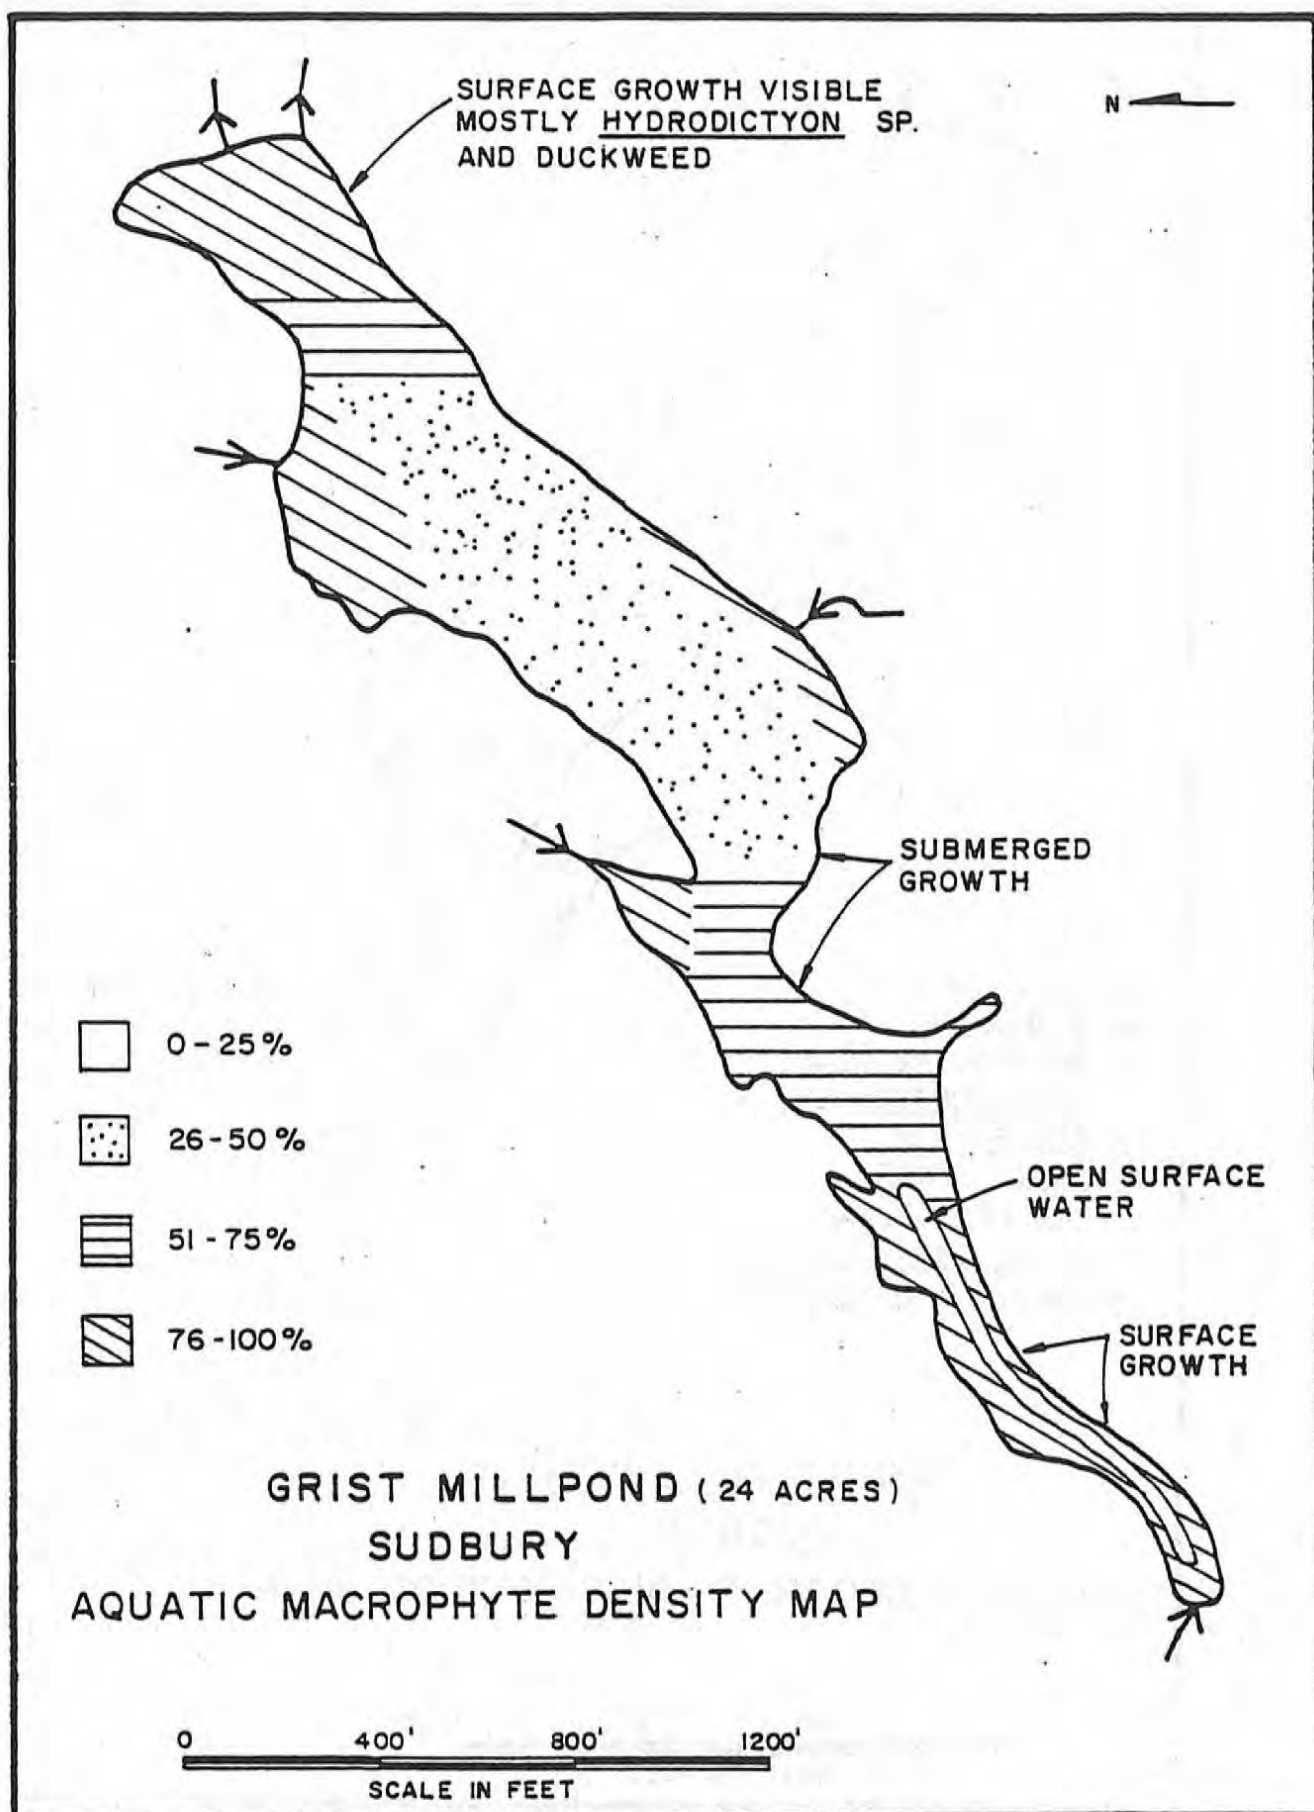 SURFACE GROWTH VISIBLE
MOSTLY HYDRODICTYON SP.
AND DUCKWEED
N
SUBMERGED
GROWTH
0-25%
26-50%
51-75%
76-100%
OPEN SURFACE
WATER
SURFACE
GROWTH
GRIST MILLPOND (24 ACRES)
SUDBURY
AQUATIC MACROPHYTE DENSITY MAP
0 400' 800' 1200'
SCALE IN FEET